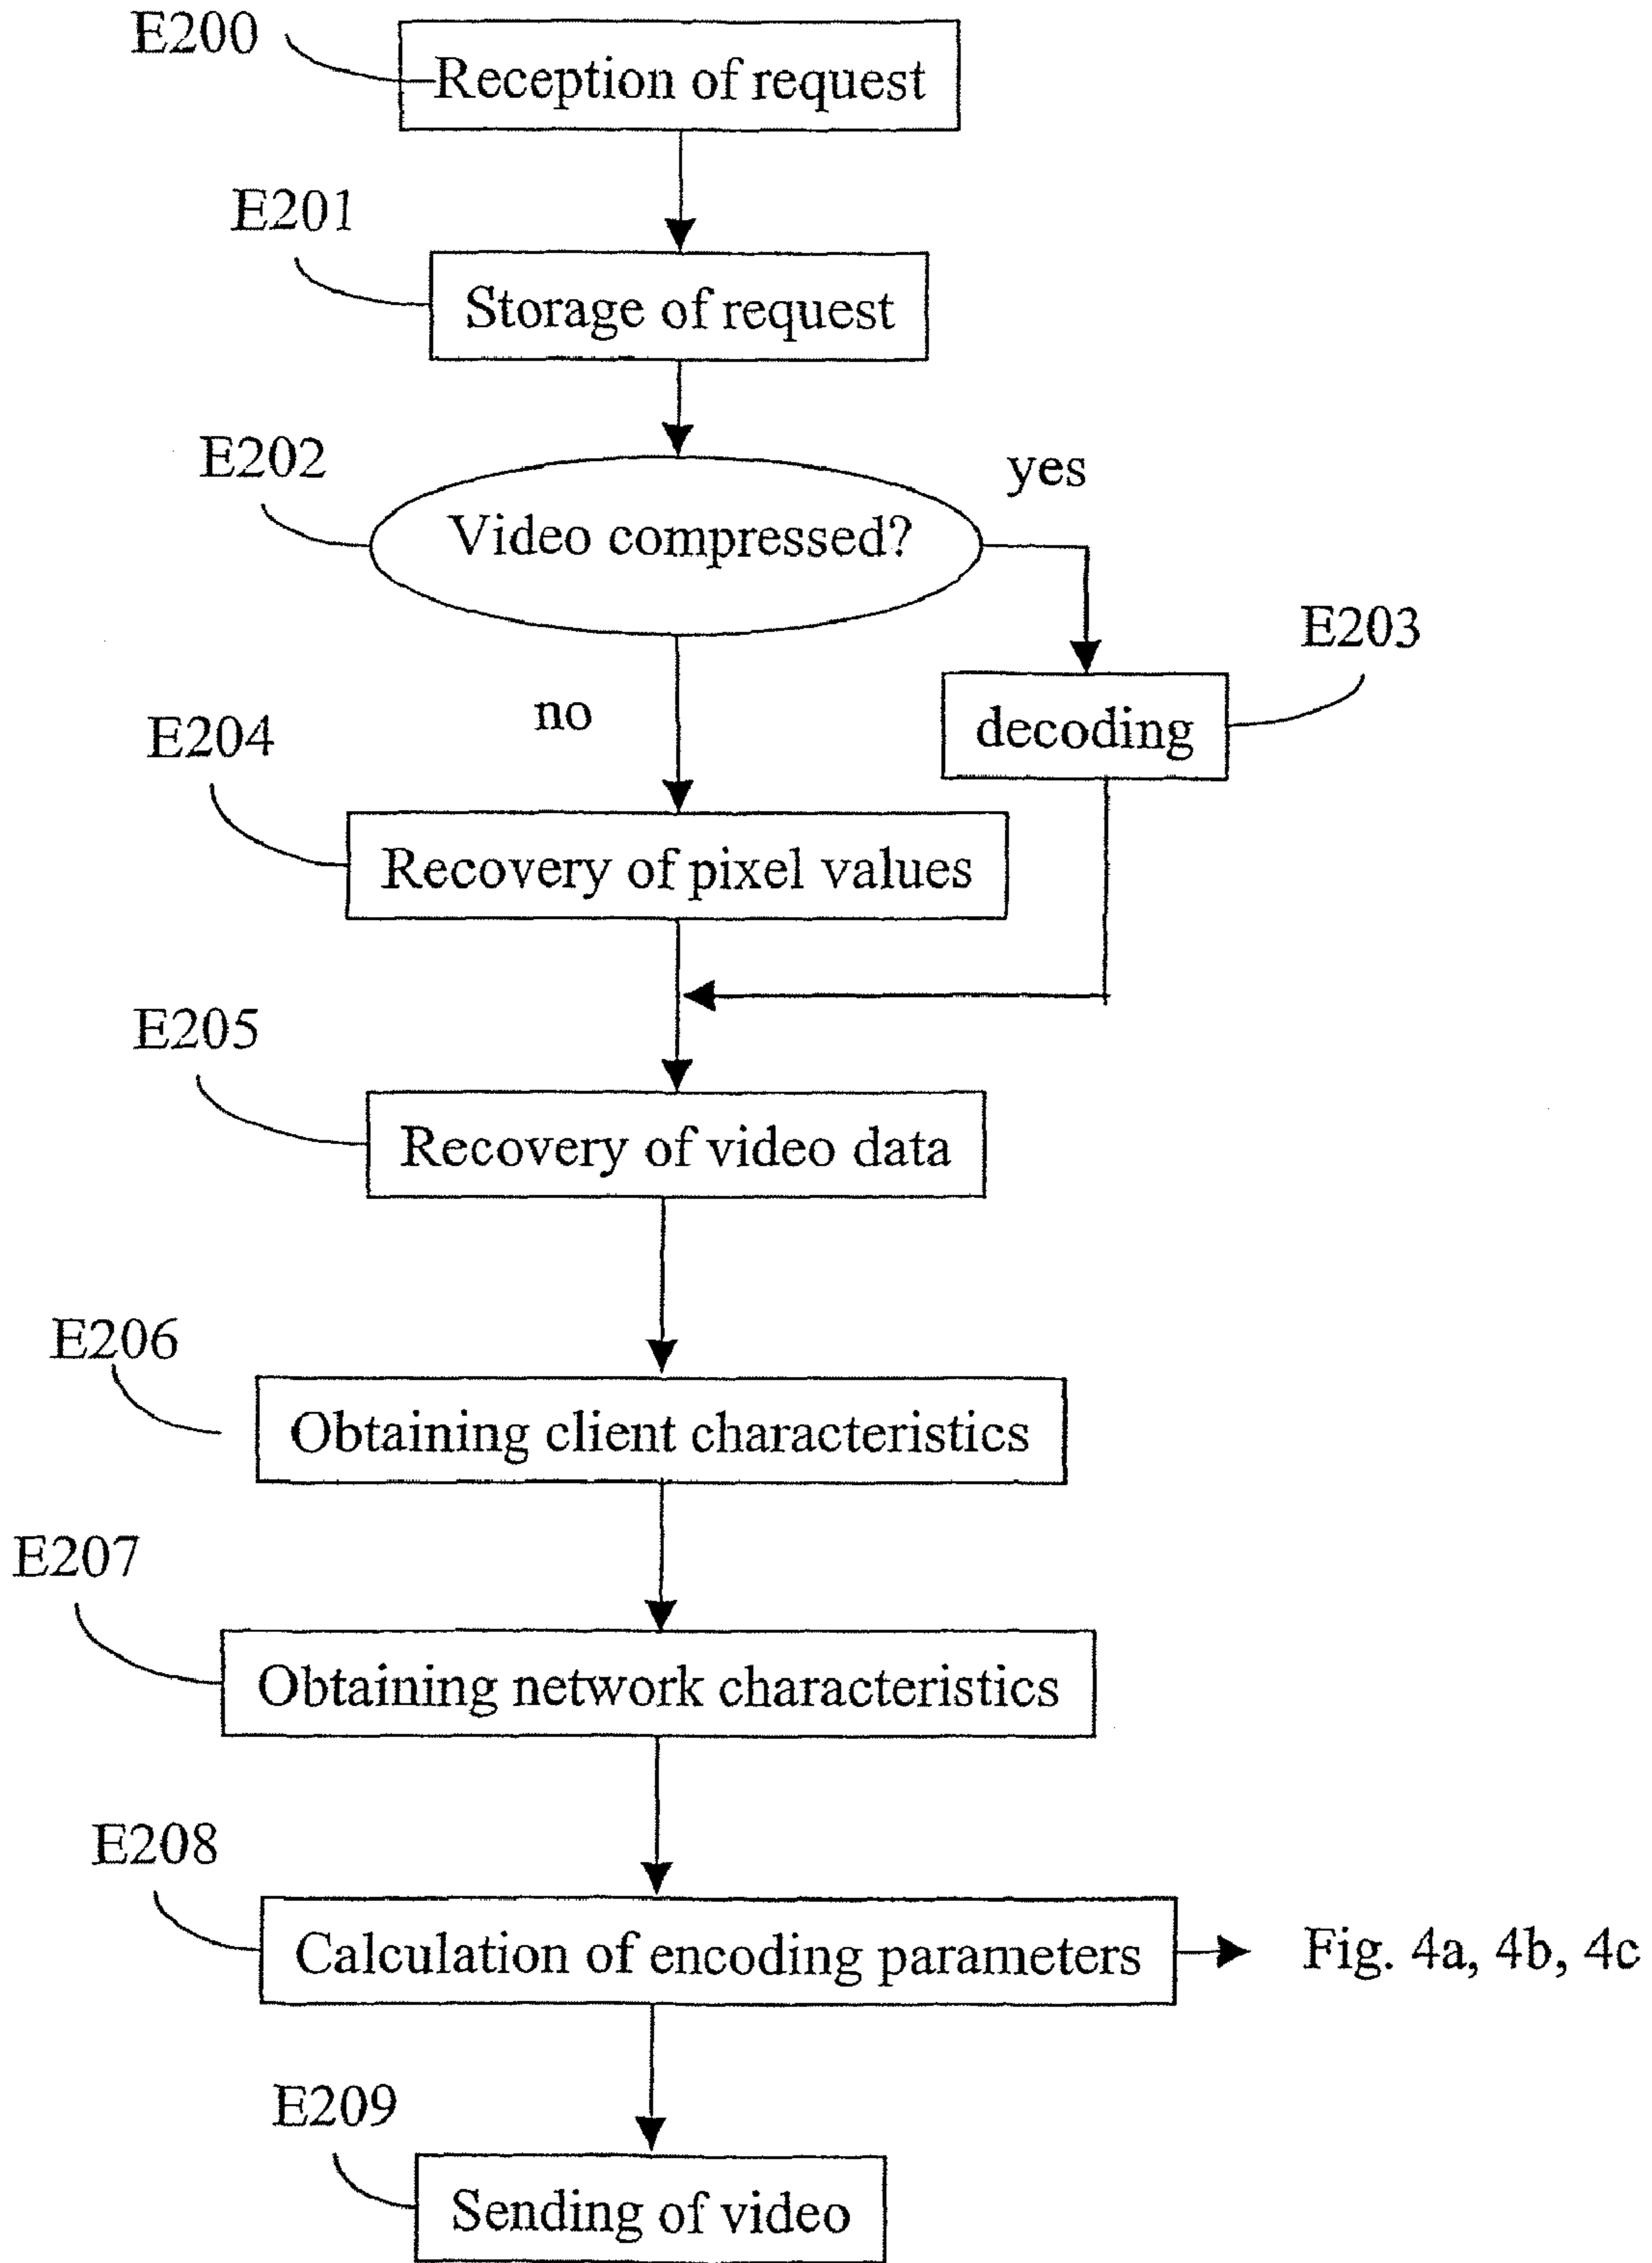 E200
Reception of request
E201
Storage of request
E202
Video compressed?
yes
E203
decoding
no
E204
Recovery of pixel values
E205
Recovery of video data
E206
Obtaining client characteristics
E207
Obtaining network characteristics
E208
Calculation of encoding parameters
Fig. 4a, 4b, 4c
E209
Sending of video